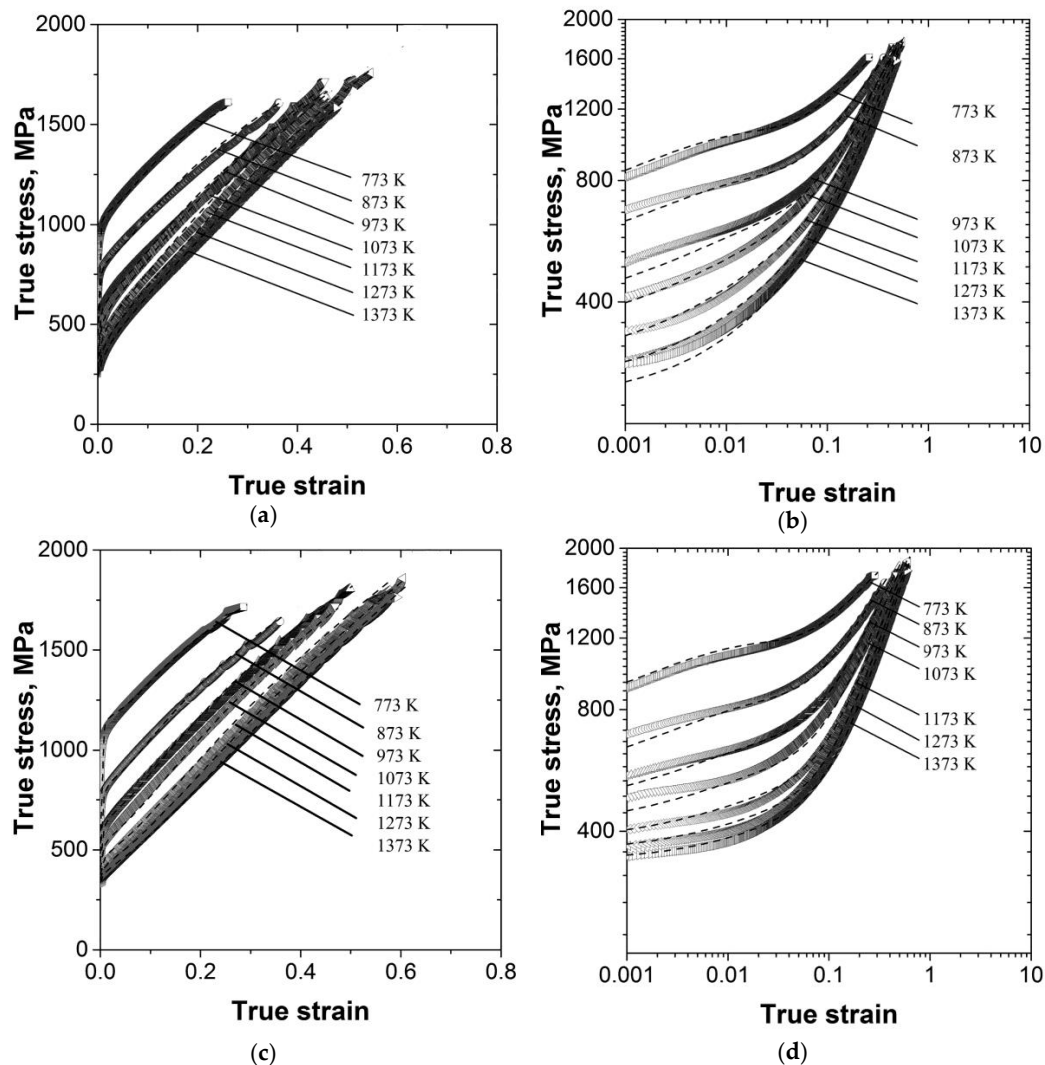 2000
1500
1000
500
0
True stress, MPa
773 K
873 K
973 K
1073 K
1173 K
1273 K
1373 K
0.0 0.2 0.4 0.6 0.8
True strain
(a)
2000
1600
1200
800
400
True stress, MPa
773 K
873 K
973 K
1073 K
1173 K
1273 K
1373 K
0.001 0.01 0.1 1 10
True strain
(b)
2000
1500
1000
500
0
True stress, MPa
773 K
873 K
973 K
1073 K
1173 K
1273 K
1373 K
0.0 0.2 0.4 0.6 0.8
True strain
(c)
2000
1600
1200
800
400
True stress, MPa
773 K
873 K
973 K
1073 K
1173 K
1273 K
1373 K
0.001 0.01 0.1 1 10
True strain
(d)